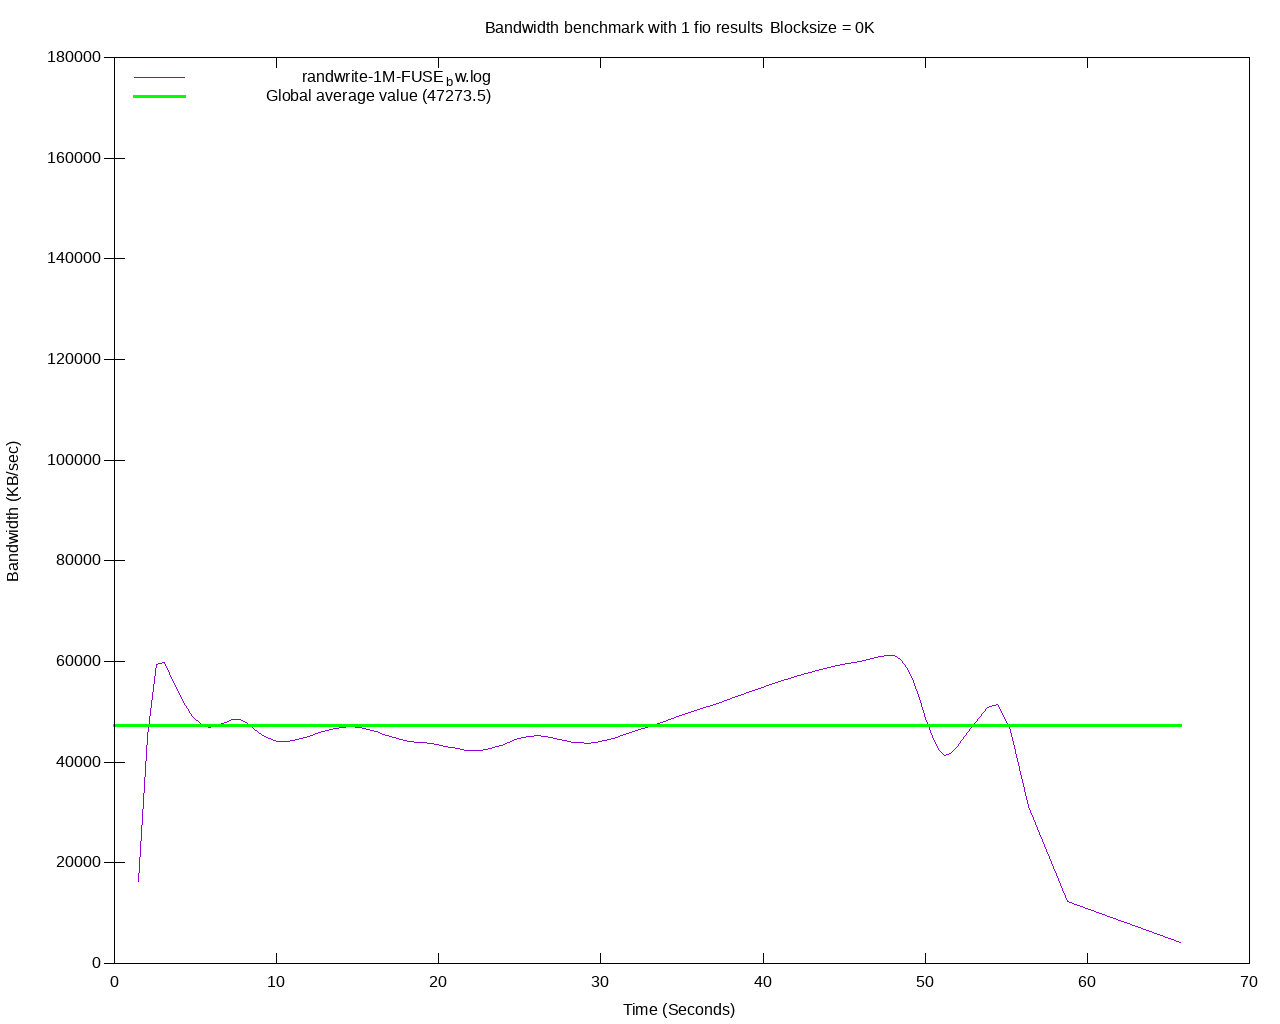 Bandwidth benchmark with 1 fio results Blocksize = 0K
180000
randwrite-1M-FUSEbw.log
Global average value (47273.5)
160000
140000
120000
100000
80000
60000
40000
20000
0
Bandwidth (KB/sec)
0 10 20 30 40 50 60 70
Time (Seconds)